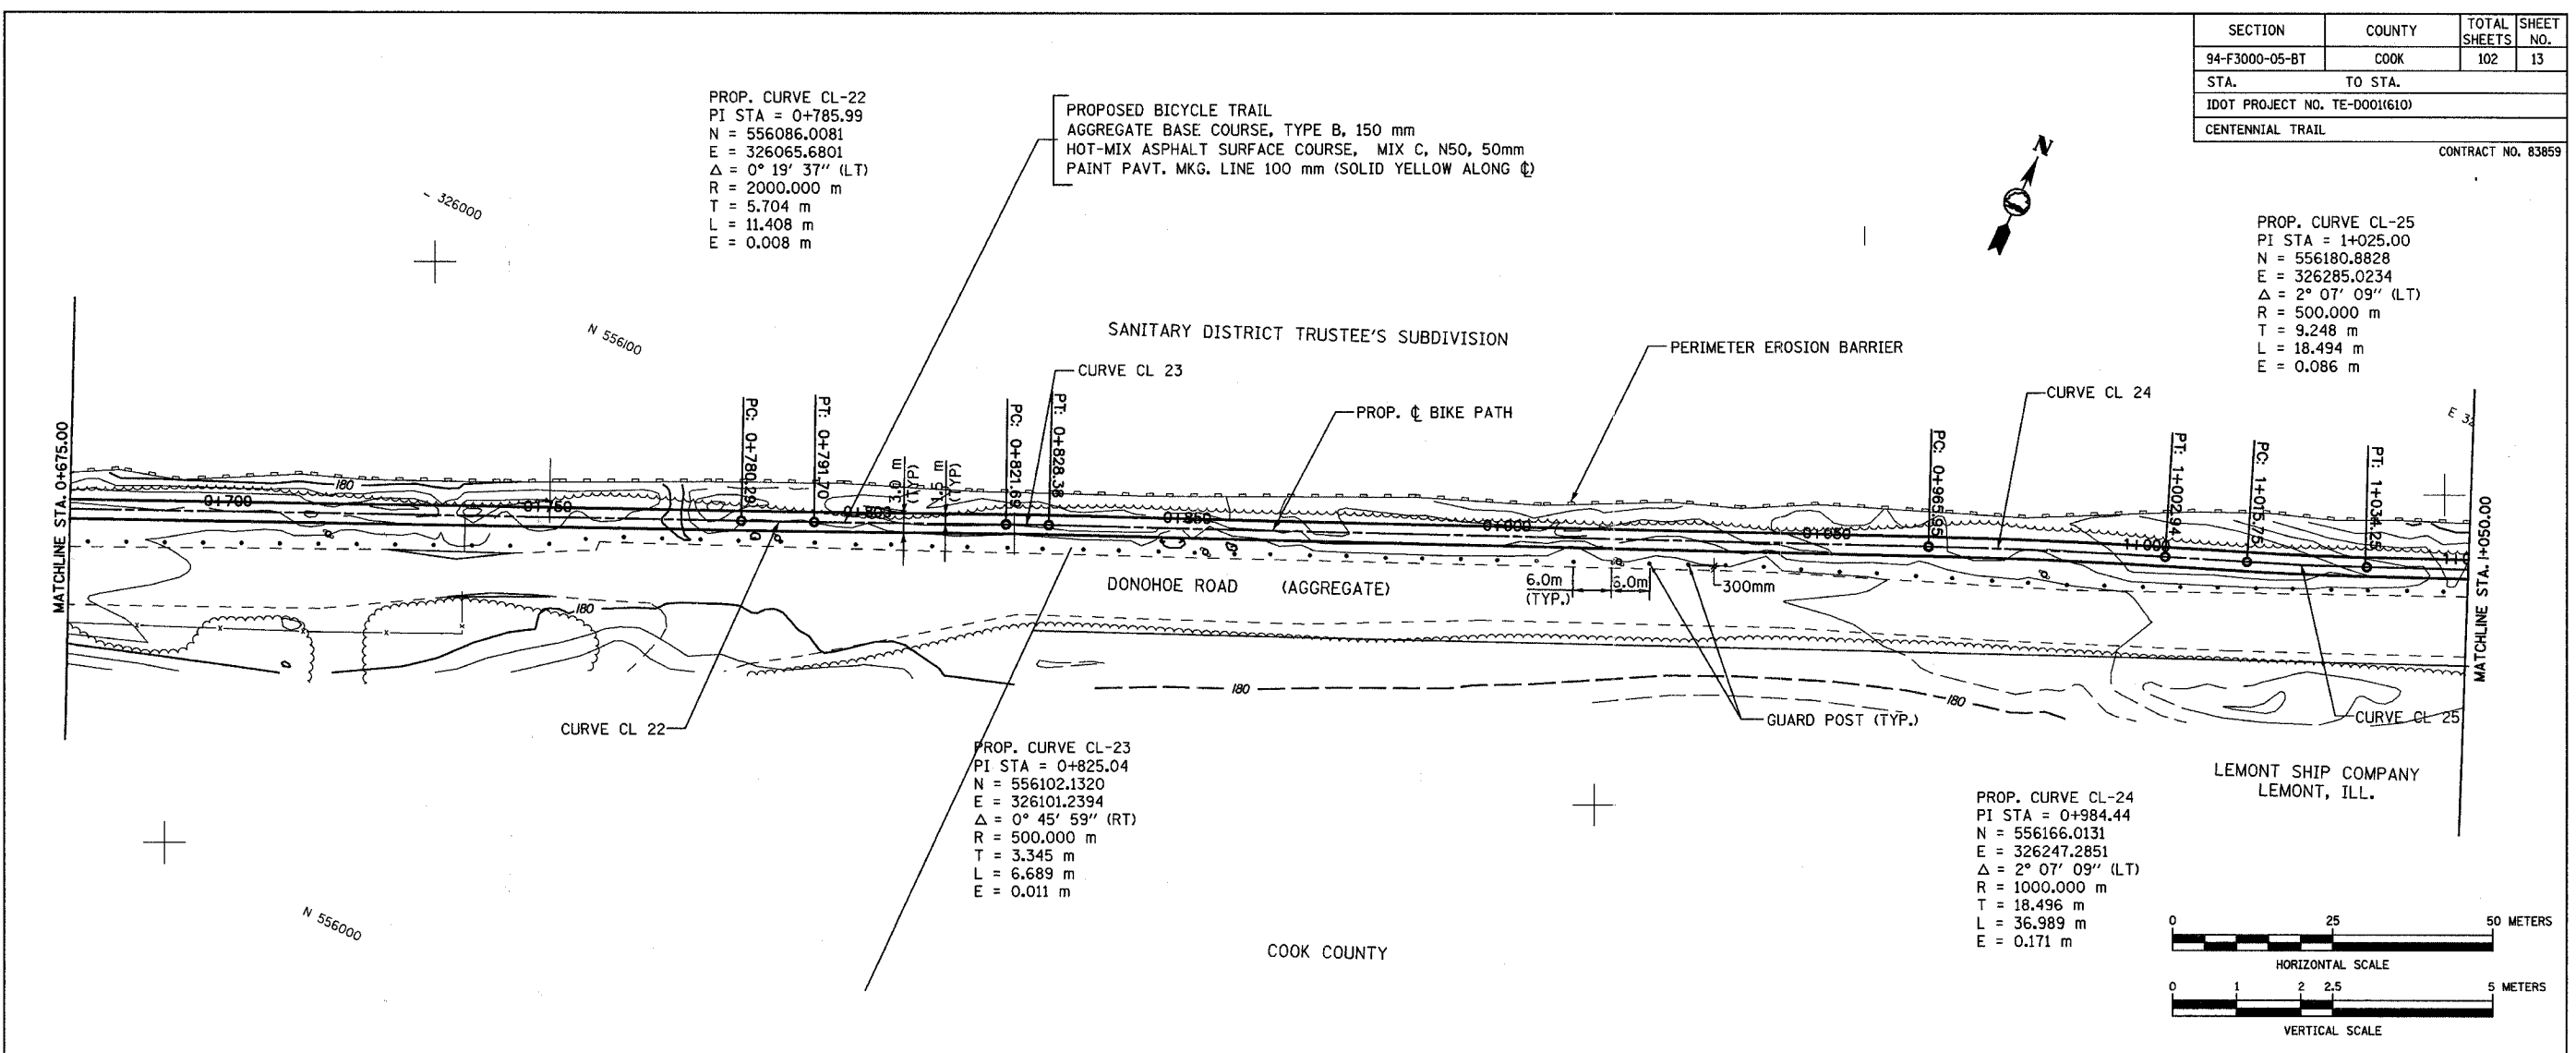 SECTION COUNTY TOTAL SHEETS SHEET NO.
94-F3000-05-BT COOK 102 13
STA. TO STA.
IDOT PROJECT NO. TE-D001(610)
CENTENNIAL TRAIL
CONTRACT NO. 83859
PROP. CURVE CL-22
PI STA = 0+785.99
N = 556086.0081
E = 326065.6801
Δ = 0° 19' 37" (LT)
R = 2000.000 m
T = 5.704 m
L = 11.408 m
E = 0.008 m
PROPOSED BICYCLE TRAIL
AGGREGATE BASE COURSE, TYPE B, 150 mm
HOT-MIX ASPHALT SURFACE COURSE, MIX C, N50, 50mm
PAINT PAVT. MKG. LINE 100 mm (SOLID YELLOW ALONG ℄)
N
PROP. CURVE CL-25
PI STA = 1+025.00
N = 556180.8828
E = 326285.0234
Δ = 2° 07' 09" (LT)
R = 500.000 m
T = 9.248 m
L = 18.494 m
E = 0.086 m
326000
N 556100
SANITARY DISTRICT TRUSTEE'S SUBDIVISION
PERIMETER EROSION BARRIER
CURVE CL 23
CURVE CL 24
PROP. ℄ BIKE PATH
E 32
MATCHLINE STA. 0+675.00
PC: 0+780.29
PT: 0+791.70
3.0 m (TYP)
1.5 m (TYP)
PC: 0+821.69
PT: 0+828.38
PC: 0+965.95
PT: 1+002.94
PC: 1+015.75
PT: 1+034.25
MATCHLINE STA. 1+050.00
180
0+700
0+750
0+800
0+850
0+900
0+950
1+000
1+0
DONOHOE ROAD (AGGREGATE)
6.0m (TYP.)
6.0m
300mm
180
180
180
CURVE CL 22
GUARD POST (TYP.)
CURVE CL 25
PROP. CURVE CL-23
PI STA = 0+825.04
N = 556102.1320
E = 326101.2394
Δ = 0° 45' 59" (RT)
R = 500.000 m
T = 3.345 m
L = 6.689 m
E = 0.011 m
LEMONT SHIP COMPANY
LEMONT, ILL.
PROP. CURVE CL-24
PI STA = 0+984.44
N = 556166.0131
E = 326247.2851
Δ = 2° 07' 09" (LT)
R = 1000.000 m
T = 18.496 m
L = 36.989 m
E = 0.171 m
N 556000
COOK COUNTY
0 25 50 METERS
HORIZONTAL SCALE
0 1 2 2.5 5 METERS
VERTICAL SCALE